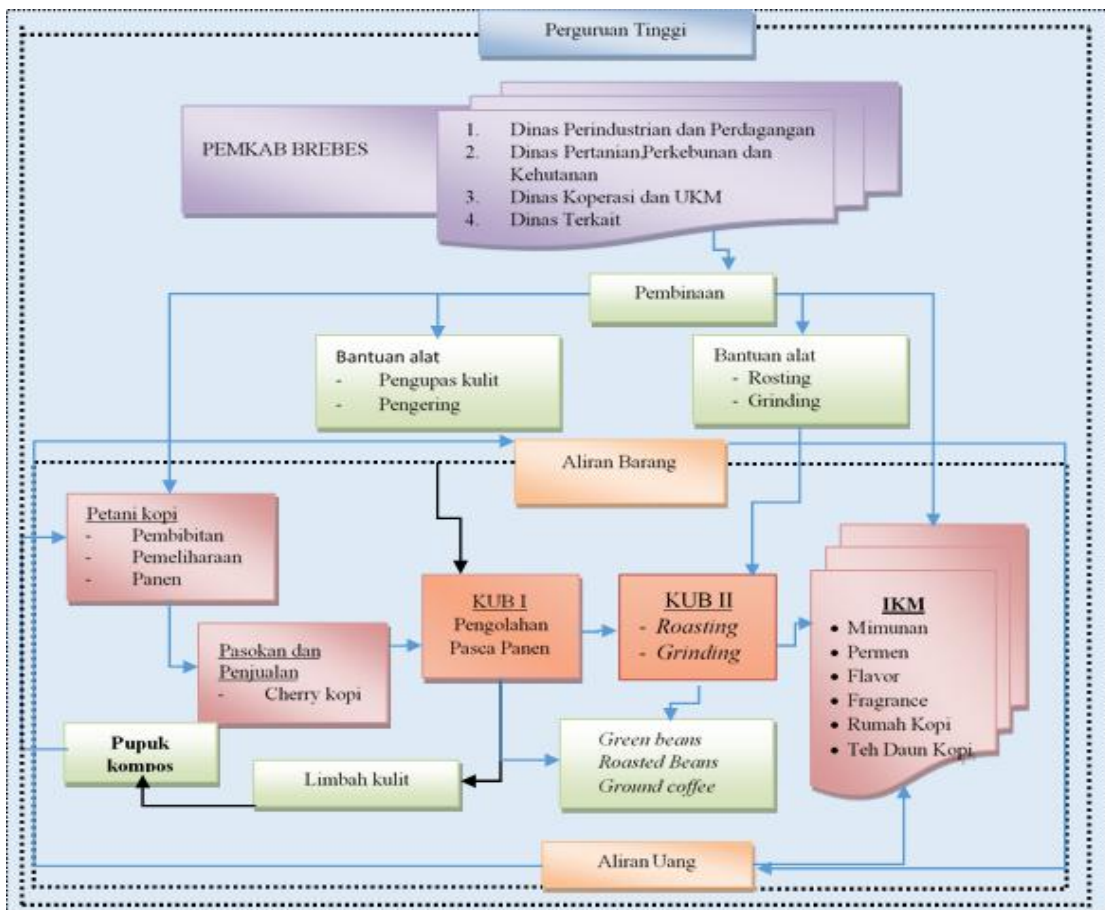 Perguruan Tinggi
PEMKAB BREBES
1. Dinas Perindustrian dan Perdagangan
2. Dinas Pertanian,Perkebunan dan
Kehutanan
3. Dinas Koperasi dan UKM
4. Dinas Terkait
Pembinaan
Bantuan alat
- Pengupas kulit
- Pengering
Bantuan alat
- Rosting
- Grinding
Aliran Barang
Petani kopi
- Pembibitan
- Pemeliharaan
- Panen
Pasokan dan
Penjualan
- Cherry kopi
KUB I
Pengolahan
Pasca Panen
KUB II
- Roasting
- Grinding
IKM
• Mimunan
• Permen
• Flavor
• Fragrance
• Rumah Kopi
• Teh Daun Kopi
Pupuk
kompos
Limbah kulit
Green beans
Roasted Beans
Ground coffee
Aliran Uang